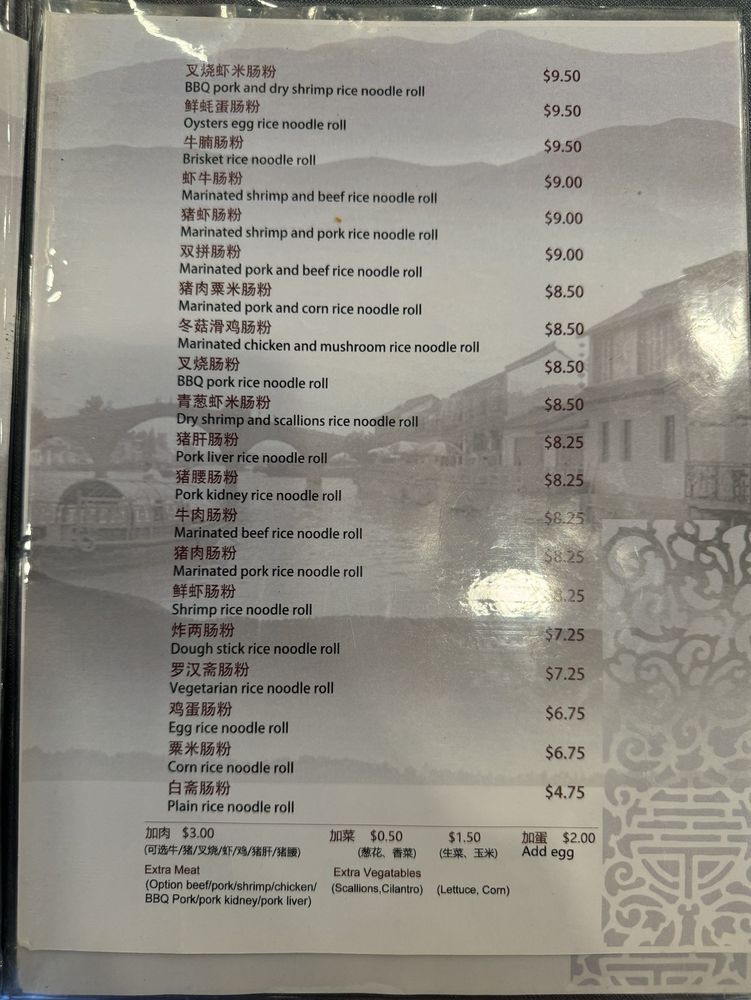 叉烧虾米肠粉 $9.50
BBQ pork and dry shrimp rice noodle roll
鲜蚝蛋肠粉 $9.50
Oysters egg rice noodle roll
牛腩肠粉 $9.50
Brisket rice noodle roll
虾牛肠粉 $9.00
Marinated shrimp and beef rice noodle roll
猪虾肠粉 $9.00
Marinated shrimp and pork rice noodle roll
双拼肠粉 $9.00
Marinated pork and beef rice noodle roll
猪肉粟米肠粉 $8.50
Marinated pork and corn rice noodle roll
冬菇滑鸡肠粉 $8.50
Marinated chicken and mushroom rice noodle roll
叉烧肠粉 $8.50
BBQ pork rice noodle roll
青葱虾米肠粉 $8.50
Dry shrimp and scallions rice noodle roll
猪肝肠粉 $8.25
Pork liver rice noodle roll
猪腰肠粉 $8.25
Pork kidney rice noodle roll
牛肉肠粉 $8.25
Marinated beef rice noodle roll
猪肉肠粉 $8.25
Marinated pork rice noodle roll
鲜虾肠粉 $8.25
Shrimp rice noodle roll
炸两肠粉 $7.25
Dough stick rice noodle roll
罗汉斋肠粉 $7.25
Vegetarian rice noodle roll
鸡蛋肠粉 $6.75
Egg rice noodle roll
粟米肠粉 $6.75
Corn rice noodle roll
白斋肠粉 $4.75
Plain rice noodle roll
加肉 $3.00 加菜 $0.50 $1.50 加蛋 $2.00
(可选牛/猪/叉烧/虾/鸡/猪肝/猪腰) (葱花、香菜) (生菜、玉米) Add egg
Extra Meat Extra Vegatables
(Option beef/pork/shrimp/chicken/ (Scallions,Cilantro) (Lettuce, Corn)
BBQ Pork/pork kidney/pork liver)